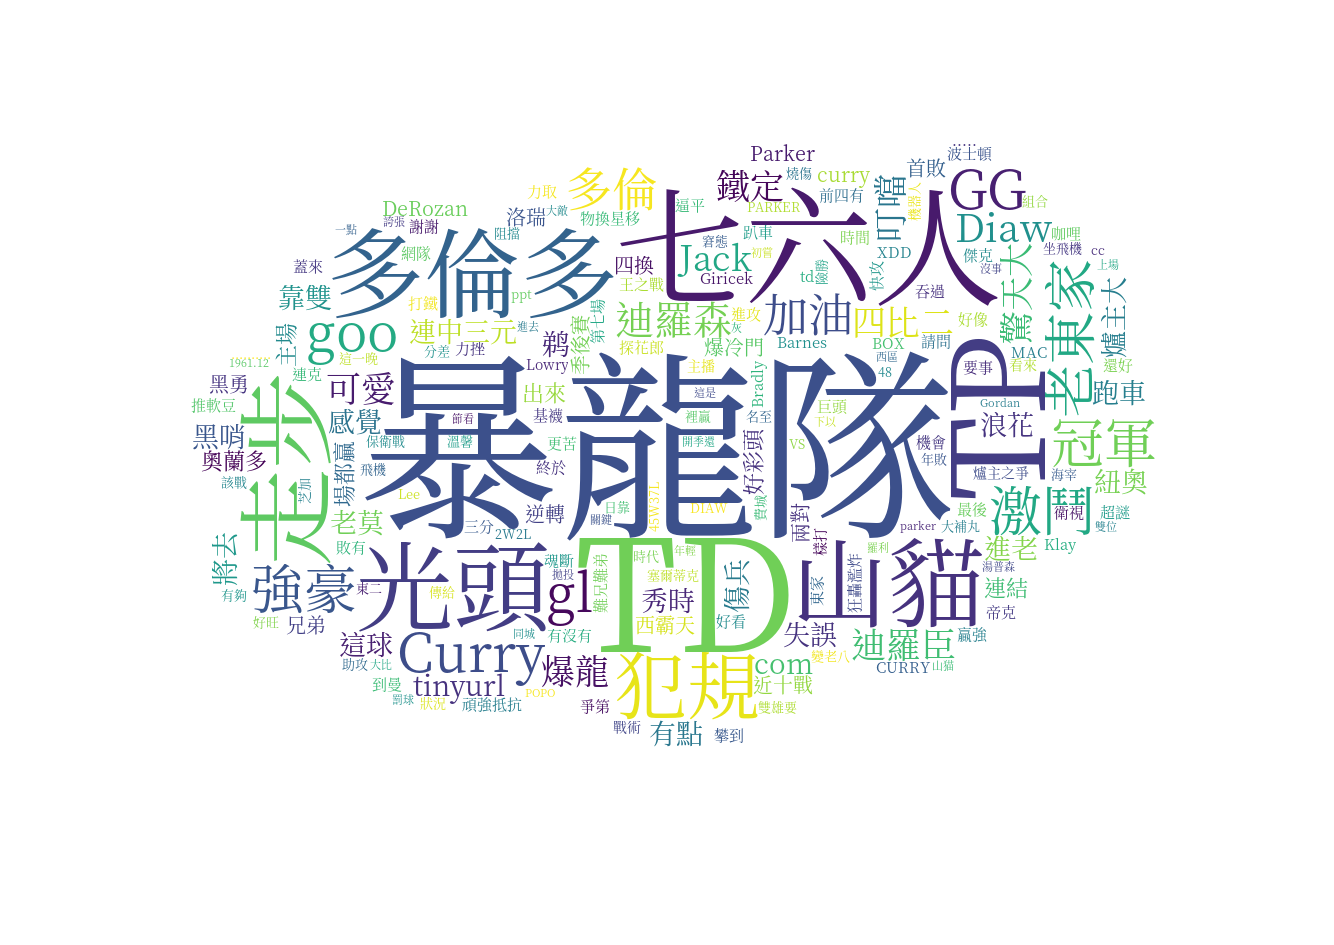 Parker
波士頓
鐵定
燒傷
curry
首敗
多倫
力取
PARKER
前四有
叮噹
機器人
GG
組合
DeRozan
洛瑞
大敵
物換星移
逼平
七六人
誇張
謝謝
一點
阻擋
趴車
時間
XDD
Diaw
咖哩
坐飛機
cc
多倫多
網隊
窘態
Jack
初嘗
傑克
蓋來
四換
Giricek
td
險勝
快攻
沒事
天大
驚
東家
上場
靠雙
打鐵
ppt
王之戰
吞過
爐主大
goo
連中三元
進去
第七場
迪羅森
灰
進攻
加油
四比二
好像
主場
1961.12
這一晚
分差
力挫
鹈
季後賽
探花郎
爆冷門
Barnes
BOX
請問
MAC
Lowry
主播
西區
要事
看來
還好
老
黑勇
連克
可愛
出來
這是
Bradly
48
TD
Gordan
跑車
推軟豆
走步
感覺
節看
基襪
暴龍隊
裡贏
名至
巨頭
下以
浪花
冠軍
黑哨
保衛戰
溫馨
更苦
開季還
好彩頭
VS
機會
奧蘭多
場都贏
飛機
終於
年敗
爐主之爭
海宰
紐奧
該戰
芝加
Lee
日靠
45W37L
DIAW
費城
激鬥
老莫
三分
逆轉
關鍵
兩對
最後
衛視
超謎
敗有
2W2L
parker
大補丸
雙位
將去
光頭
魂斷
時代
年輕
樣打
羅利
山貓
進老
Klay
強豪
東二
拋投
塞爾蒂克
傷兵
東家
狂轟濫炸
湯普森
有夠
傳給
gl
難兄難弟
TD
秀時
連結
好旺
兄弟
同城
有沒有
西霸天
好看
失誤
帝克
這球
Curry
爆龍
變老八
迪羅臣
贏強
助攻
大比
犯規
com
CURRY
山猫
到曼
tinyurl
POPO
近十戰
罰球
狀況
頑強抵抗
爭第
雙雄要
戰術
有點
攀到